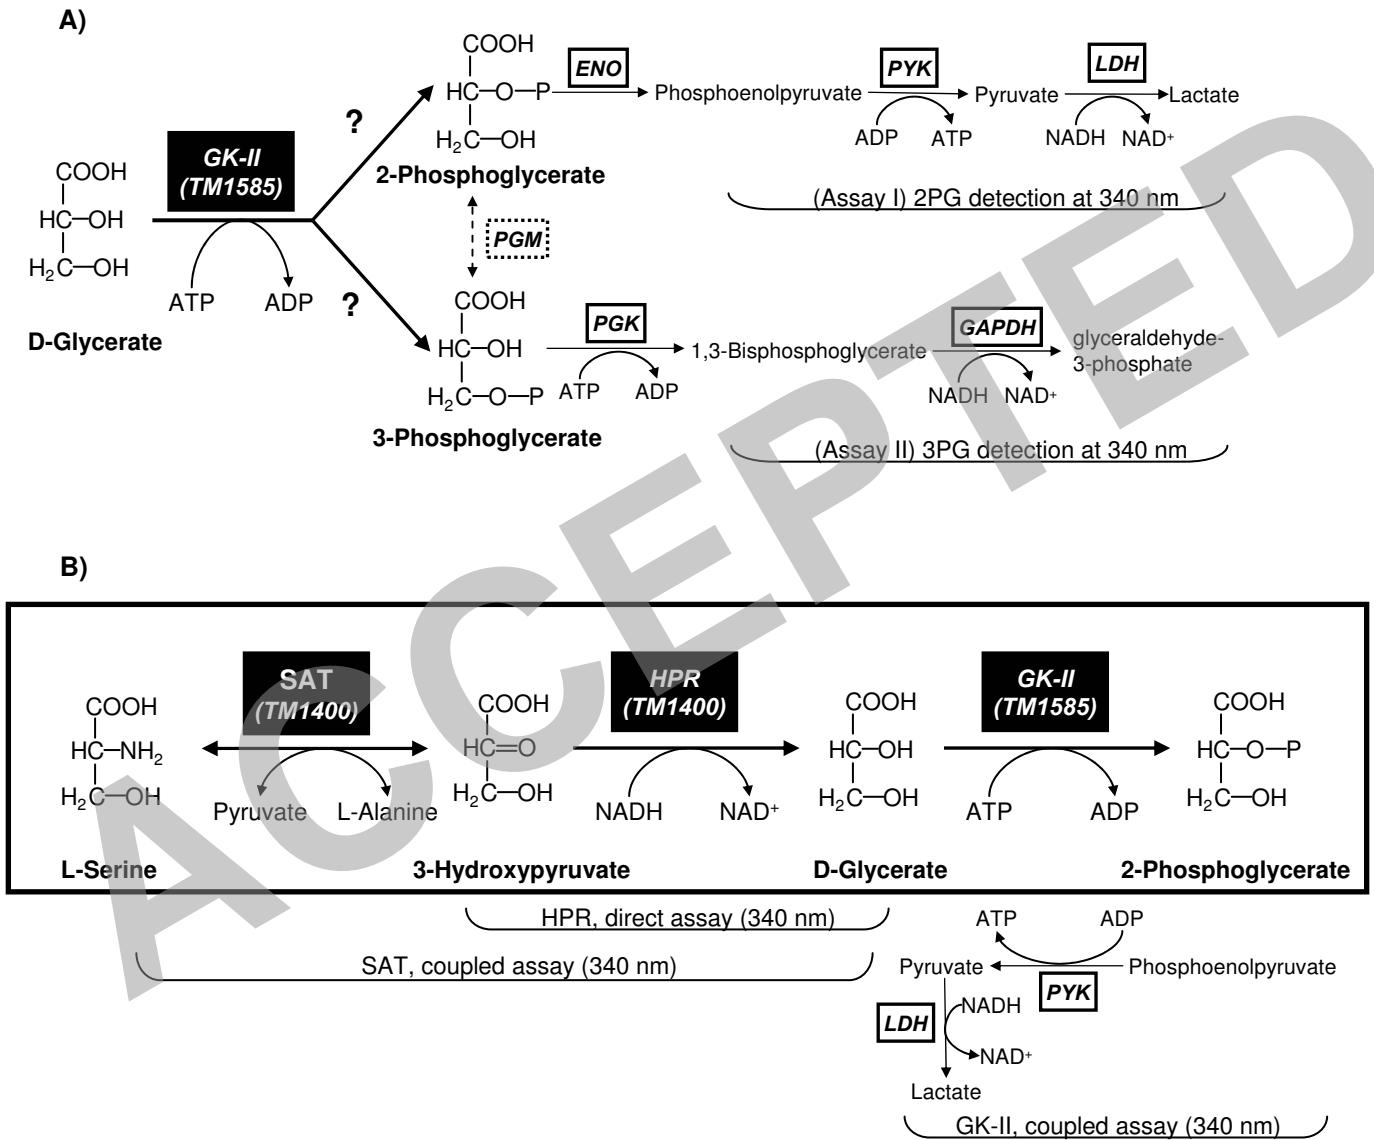 A)
COOH
HC—O—P
H2C—OH
2-Phosphoglycerate
ENO
Phosphoenolpyruvate
PYK
ADP
ATP
Pyruvate
LDH
NADH
NAD+
Lactate
(Assay I) 2PG detection at 340 nm
?
GK-II
(TM1585)
COOH
HC—OH
H2C—OH
D-Glycerate
ATP
ADP
?
PGM
COOH
HC—OH
H2C—O—P
3-Phosphoglycerate
PGK
ATP
ADP
1,3-Bisphosphoglycerate
GAPDH
NADH
NAD+
glyceraldehyde-
3-phosphate
(Assay II) 3PG detection at 340 nm
ACCEPTED
B)
COOH
HC—NH2
H2C—OH
L-Serine
SAT
(TM1400)
Pyruvate
L-Alanine
COOH
HC=O
H2C—OH
3-Hydroxypyruvate
HPR
(TM1400)
NADH
NAD+
COOH
HC—OH
H2C—OH
D-Glycerate
GK-II
(TM1585)
ATP
ADP
COOH
HC—O—P
H2C—OH
2-Phosphoglycerate
HPR, direct assay (340 nm)
SAT, coupled assay (340 nm)
ATP
ADP
Pyruvate
Phosphoenolpyruvate
PYK
LDH
NADH
NAD+
Lactate
GK-II, coupled assay (340 nm)